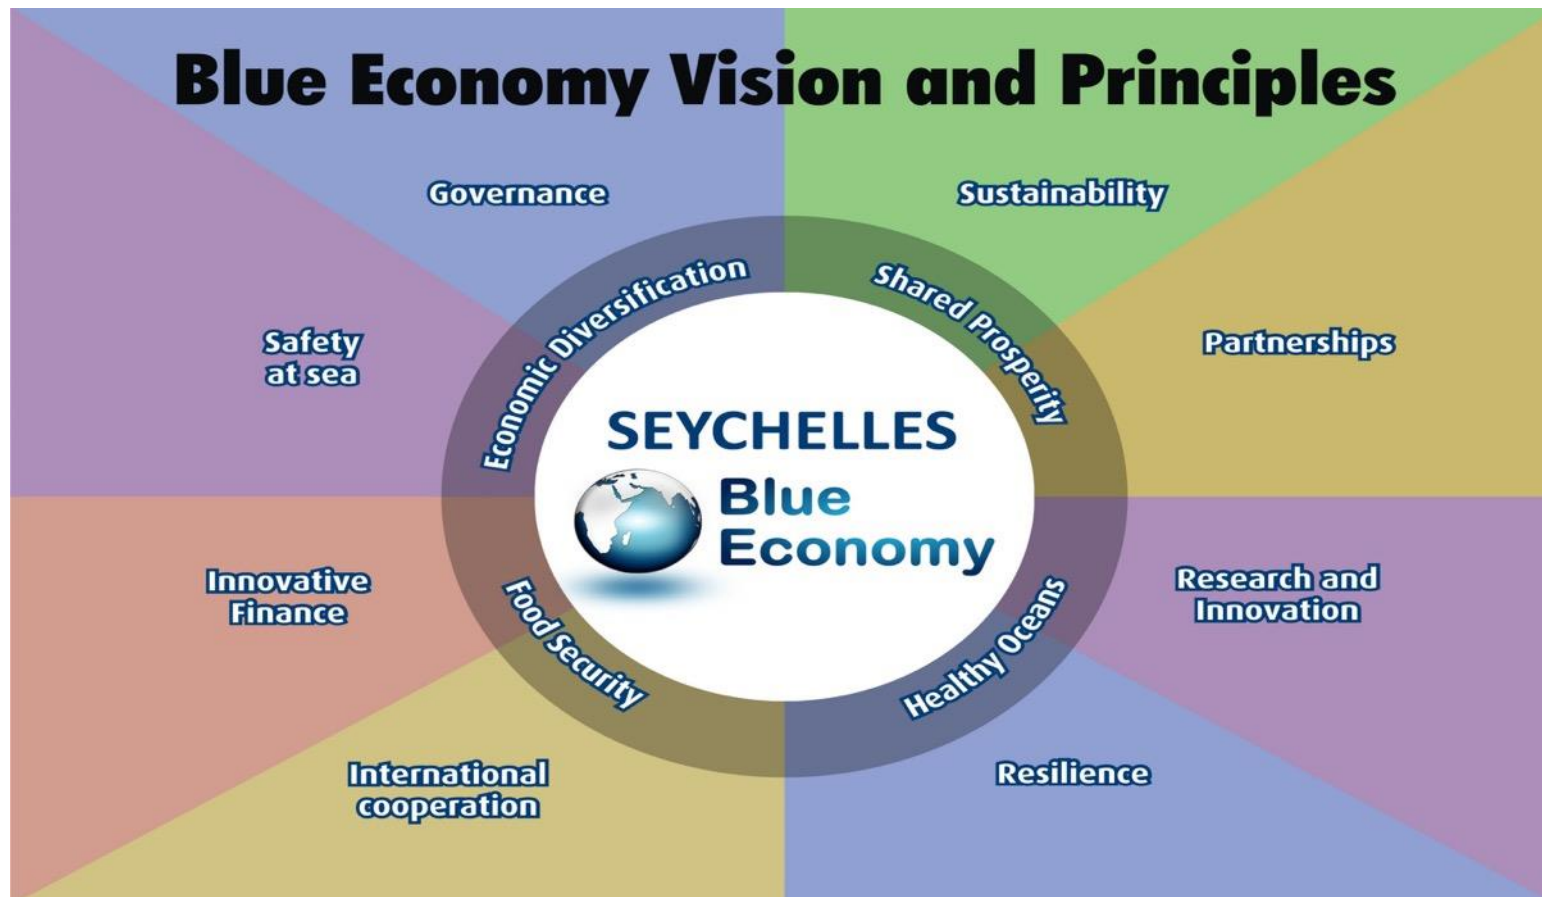 Blue Economy Vision and Principles
Governance
Sustainability
Economic Diversification
Shared Prosperity
Safety
at sea
Partnerships
SEYCHELLES
Blue
Economy
Innovative
Finance
Research and
Innovation
Food Security
Healthy Oceans
International
cooperation
Resilience